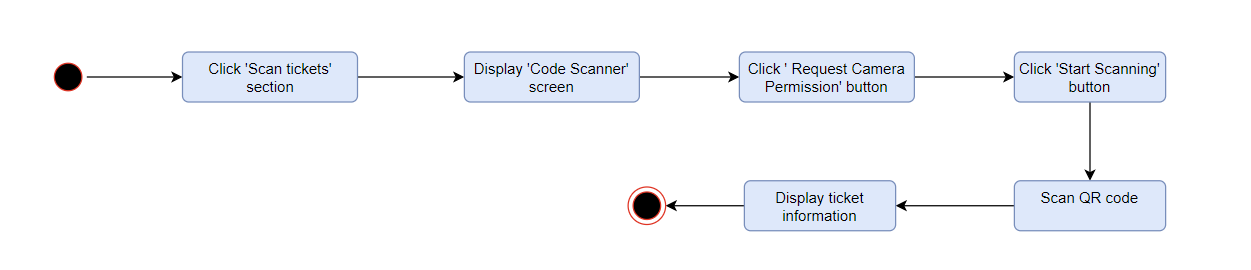 Click 'Scan tickets'
section
Display 'Code Scanner'
screen
Click ' Request Camera
Permission' button
Click 'Start Scanning'
button
Scan QR code
Display ticket
information